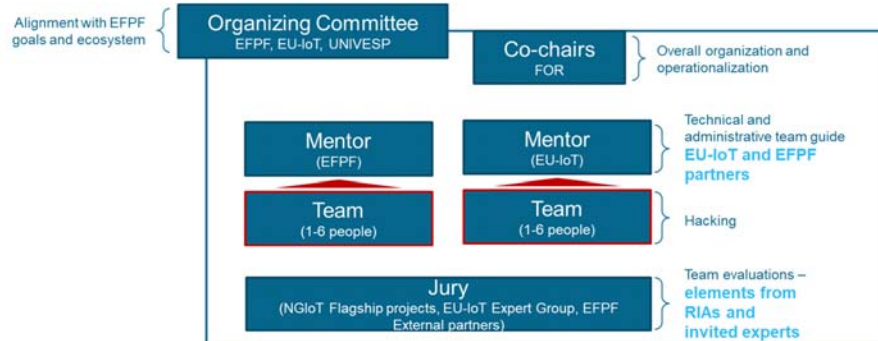 Alignment with EFPF
goals and ecosystem
Organizing Committee
EFPF, EU-IoT, UNIVESP
Co-chairs
FOR
Overall organization and
operationalization
Mentor
(EFPF)
Mentor
(EU-IoT)
Technical and
administrative team guide
EU-IoT and EFPF
partners
Team
(1-6 people)
Team
(1-6 people)
Hacking
Jury
(NGIoT Flagship projects, EU-IoT Expert Group, EFPF
External partners)
Team evaluations –
elements from
RIAs and
invited experts